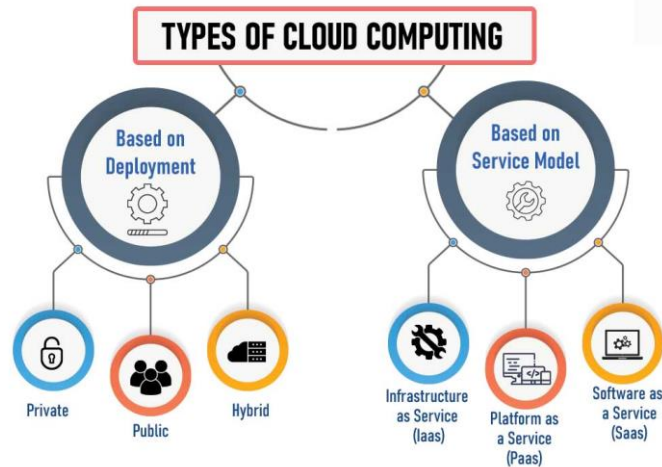 TYPES OF CLOUD COMPUTING
Based on
Deployment
Based on
Service Model
Private
Public
Hybrid
Infrastructure
as Service
(Iaas)
Platform as
a Service
(Paas)
Software as
a Service
(Saas)